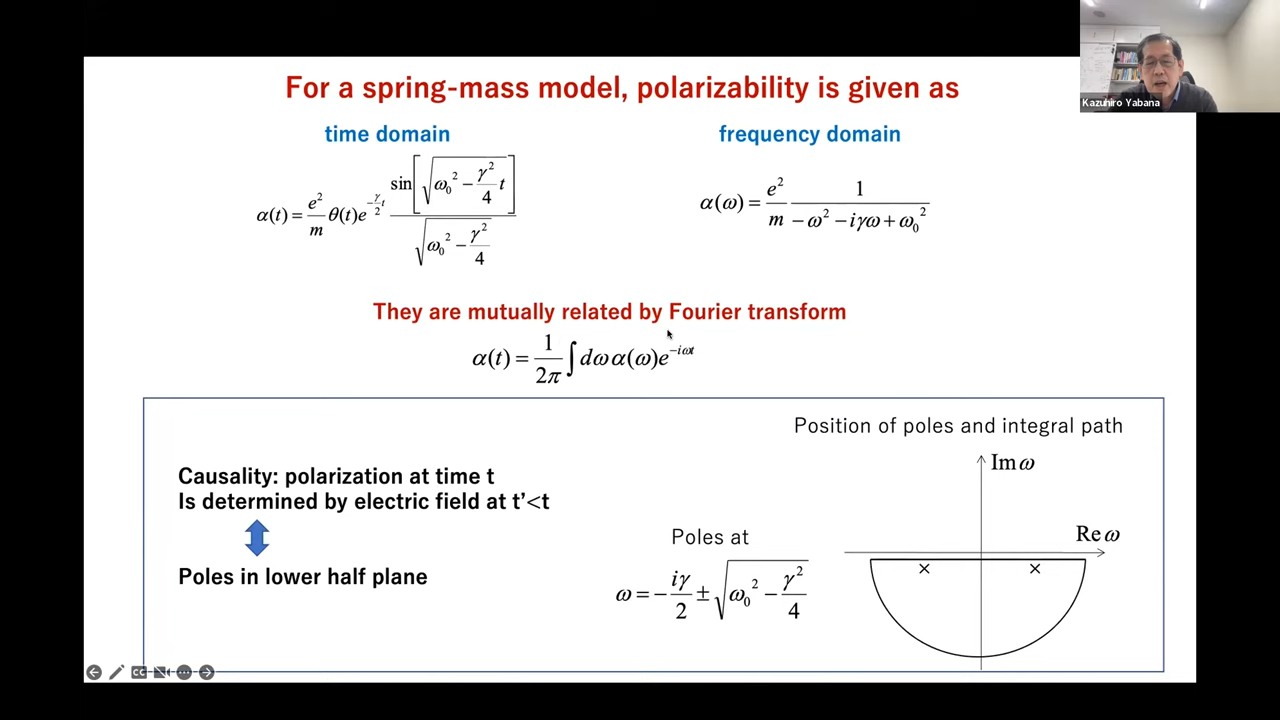 For a spring-mass model, polarizability is given as
Kazuhiro Yabana
time domain
frequency domain
α(t) = e²/m θ(t)e^{-γ/2 t} sin[√(ω₀² − γ²/4) t] / √(ω₀² − γ²/4)
α(ω) = e²/m 1/(−ω² − iγω + ω₀²)
They are mutually related by Fourier transform
α(t) = 1/2π ∫ dω α(ω)e^{−iωt}
Position of poles and integral path
Im ω
Re ω
Causality: polarization at time t
Is determined by electric field at t’<t
Poles in lower half plane
Poles at
ω = −iγ/2 ± √(ω₀² − γ²/4)
× ×
CC